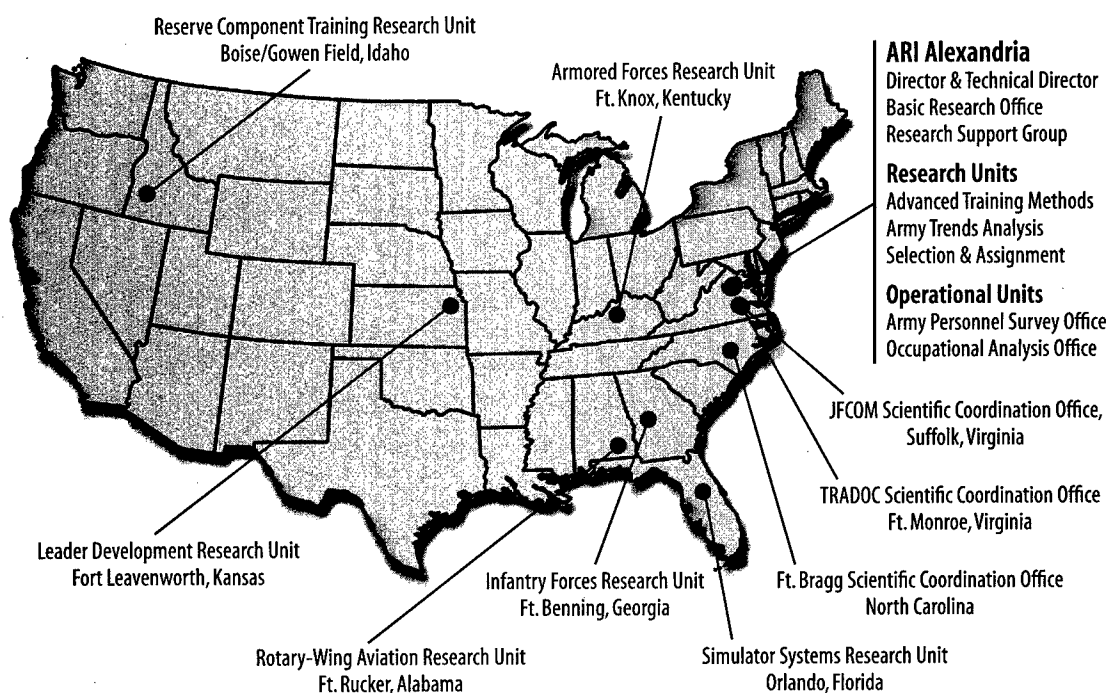 Reserve Component Training Research Unit
Boise/Gowen Field, Idaho
Armored Forces Research Unit
Ft. Knox, Kentucky
ARI Alexandria
Director & Technical Director
Basic Research Office
Research Support Group
Research Units
Advanced Training Methods
Army Trends Analysis
Selection & Assignment
Operational Units
Army Personnel Survey Office
Occupational Analysis Office
JFCOM Scientific Coordination Office,
Suffolk, Virginia
TRADOC Scientific Coordination Office
Ft. Monroe, Virginia
Ft. Bragg Scientific Coordination Office
North Carolina
Leader Development Research Unit
Fort Leavenworth, Kansas
Infantry Forces Research Unit
Ft. Benning, Georgia
Rotary-Wing Aviation Research Unit
Ft. Rucker, Alabama
Simulator Systems Research Unit
Orlando, Florida